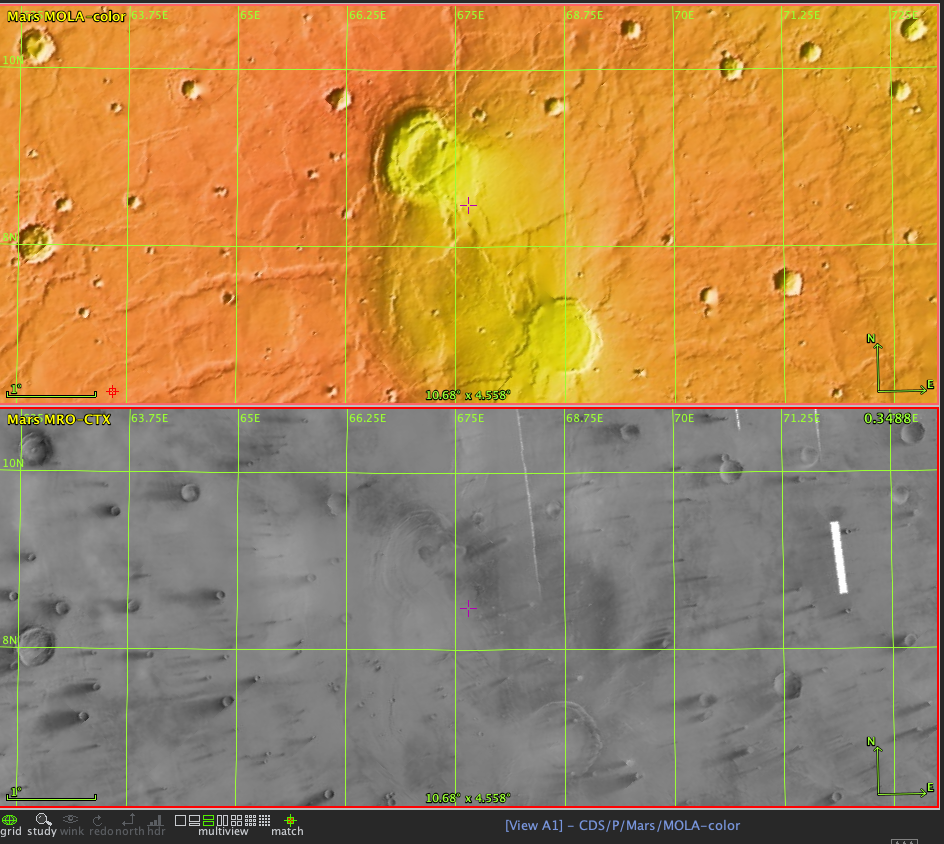 Mars MOLA-color
63.75E 65E 66.25E 67.5E 68.75E 70E 71.25E
10N
8N
N
1°
10.68° x 4.558°
E
Mars MRO-CTX
63.75E 65E 66.25E 67.5E 68.75E 70E 71.25E 0.3488
10N
8N
N
1°
10.68° x 4.558°
E
grid study wink redo north hdr multiview match
[View A1] - CDS/P/Mars/MOLA-color